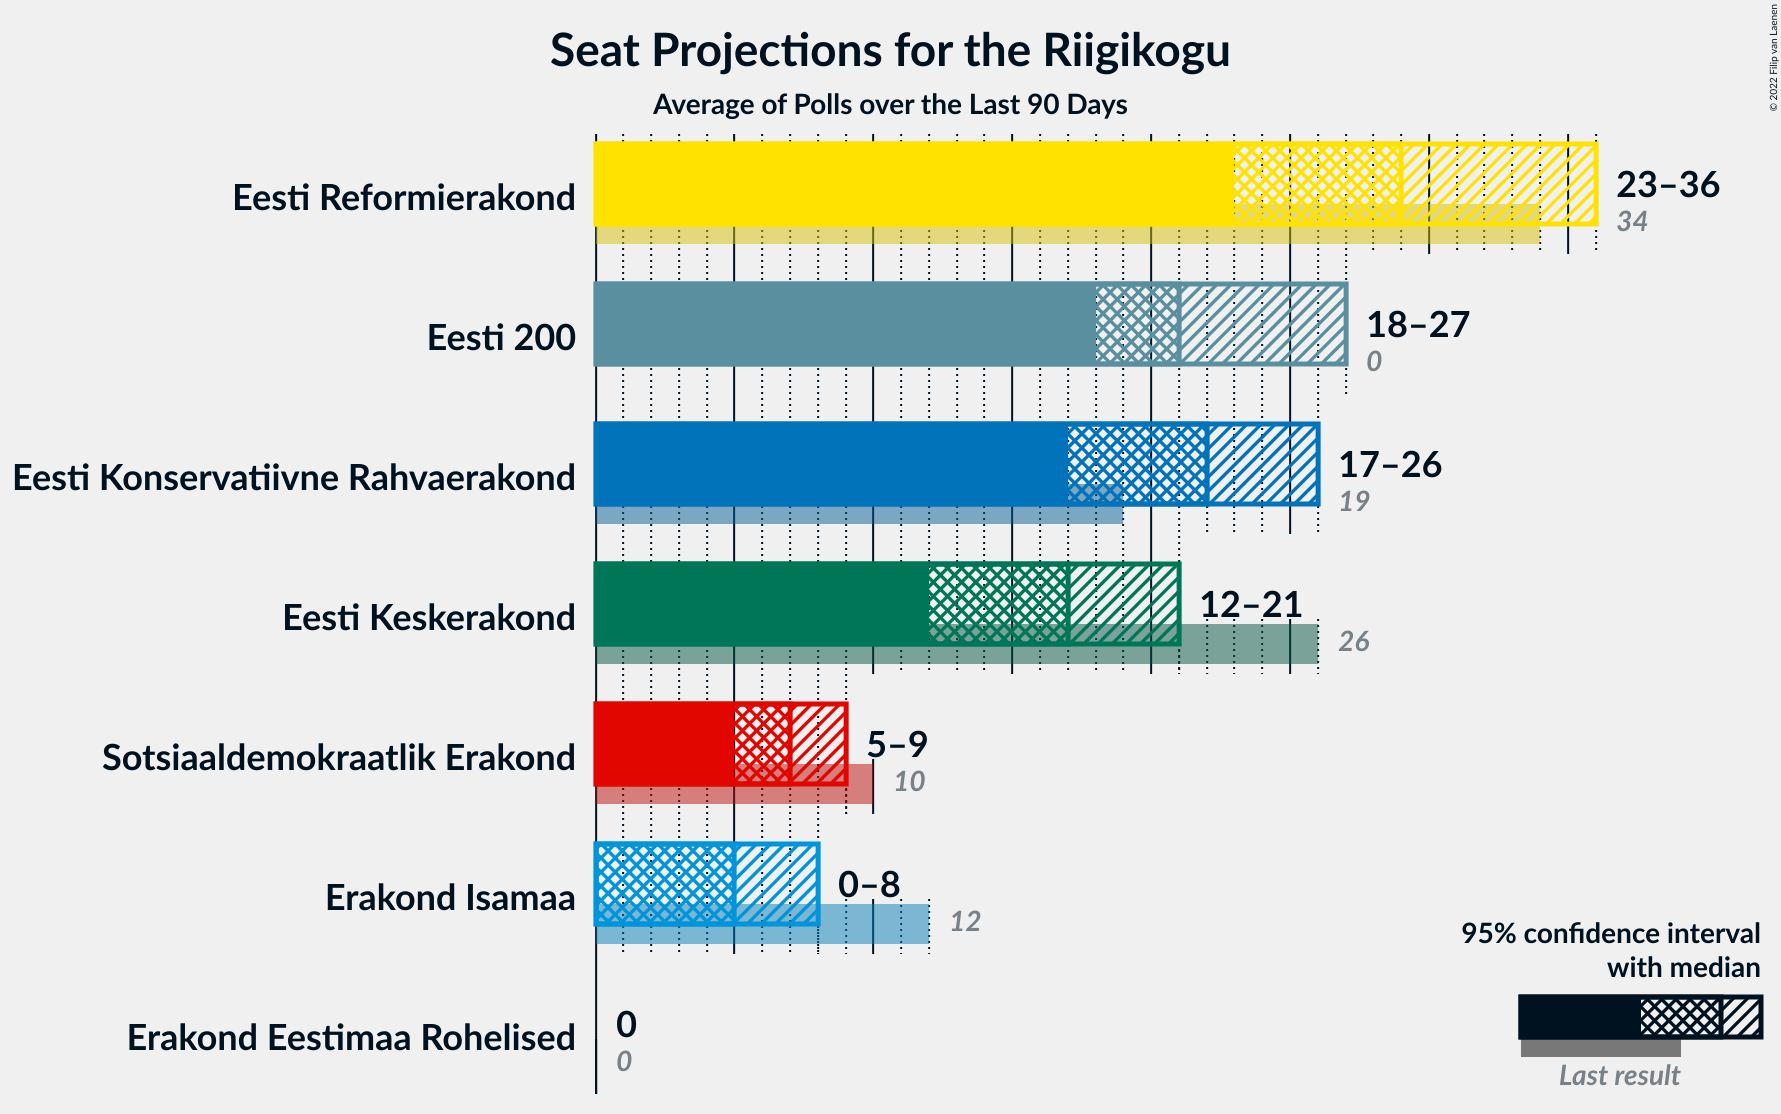 Seat Projections for the Riigikogu
Average of Polls over the Last 90 Days
© 2022 Filip van Laenen
Eesti Reformierakond
23–36
34
Eesti 200
18–27
0
Eesti Konservatiivne Rahvaerakond
17–26
19
Eesti Keskerakond
12–21
26
Sotsiaaldemokraatlik Erakond
5–9
10
Erakond Isamaa
0–8
12
Erakond Eestimaa Rohelised
0
0
95% confidence interval
with median
Last result